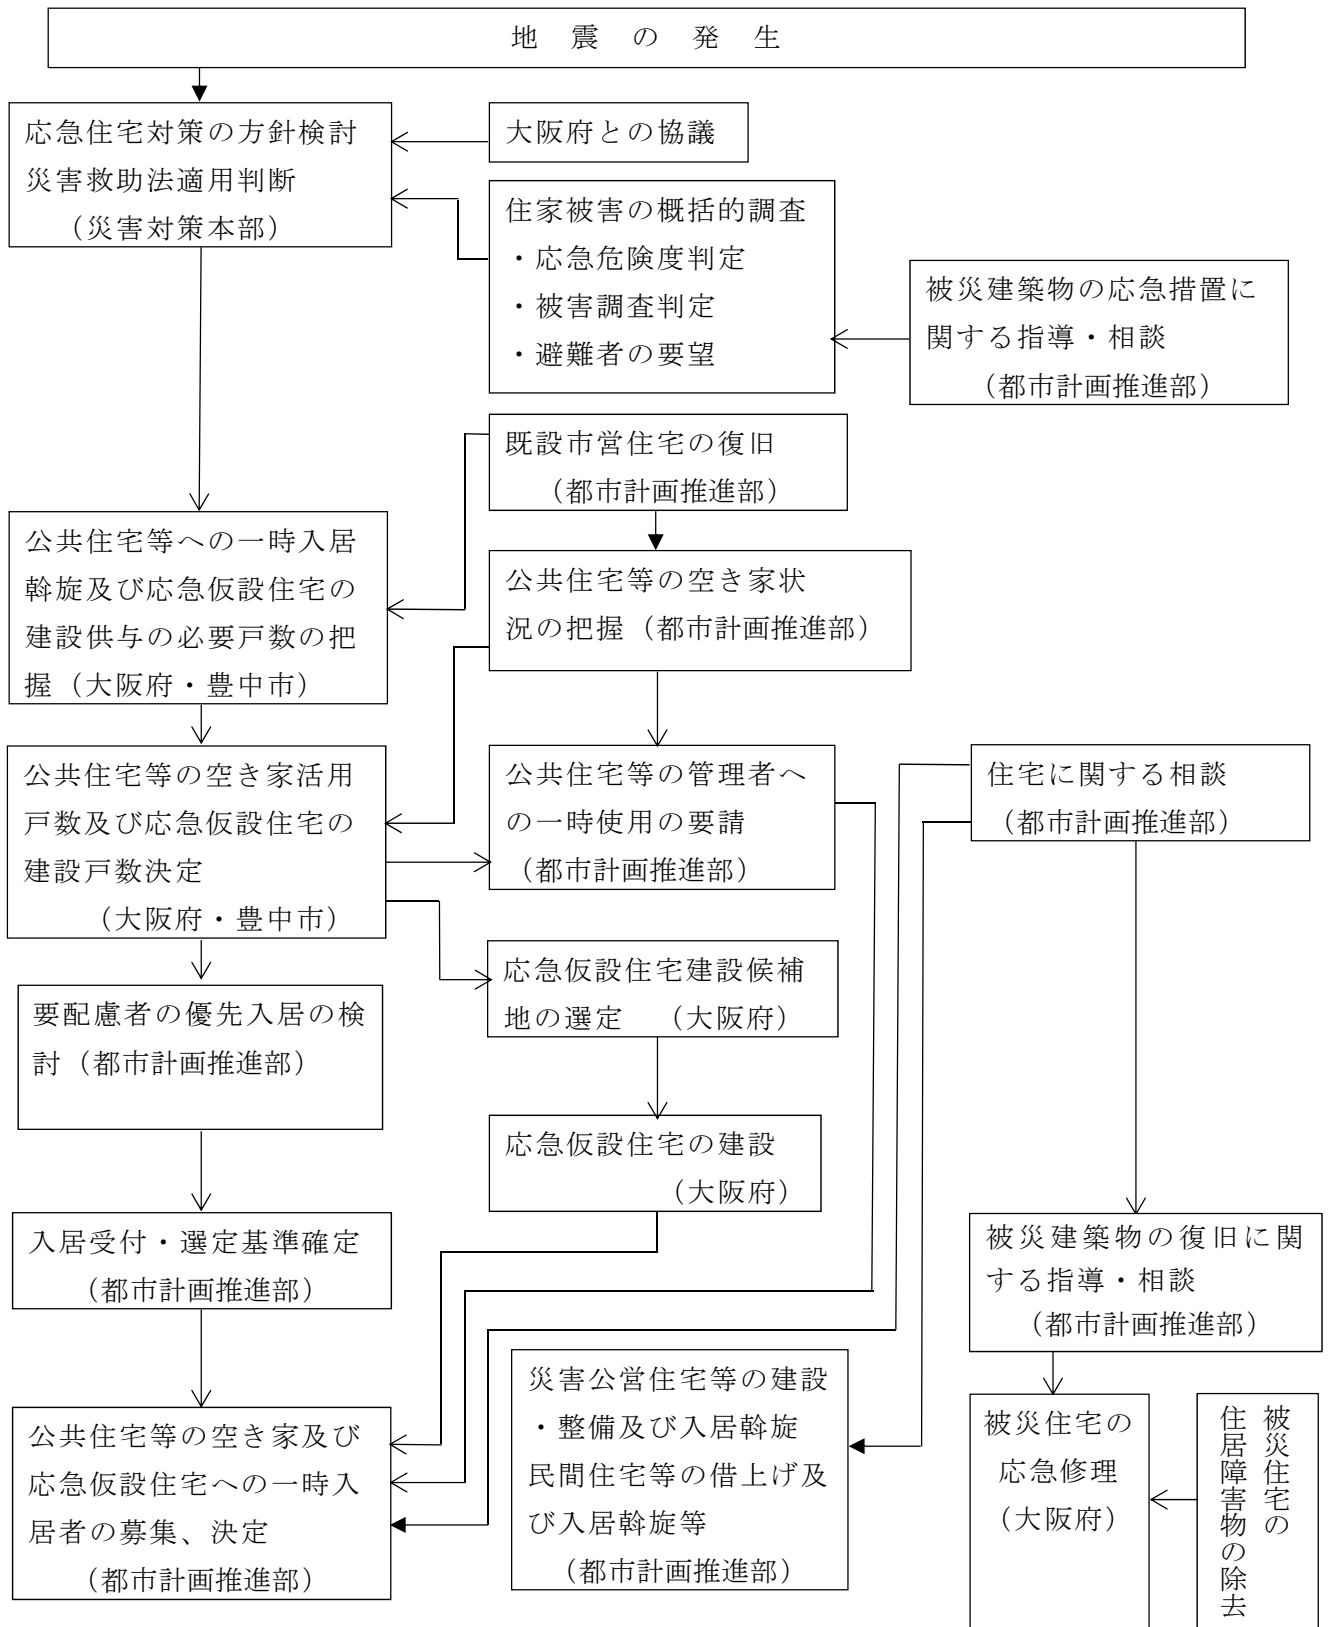 地震の発生
応急住宅対策の方針検討
災害救助法適用判断
（災害対策本部）
大阪府との協議
住家被害の概括的調査
・応急危険度判定
・被害調査判定
・避難者の要望
被災建築物の応急措置に
関する指導・相談
（都市計画推進部）
既設市営住宅の復旧
（都市計画推進部）
公共住宅等への一時入居
斡旋及び応急仮設住宅の
建設供与の必要戸数の把
握（大阪府・豊中市）
公共住宅等の空き家状
況の把握（都市計画推進部）
公共住宅等の空き家活用
戸数及び応急仮設住宅の
建設戸数決定
（大阪府・豊中市）
公共住宅等の管理者へ
の一時使用の要請
（都市計画推進部）
住宅に関する相談
（都市計画推進部）
応急仮設住宅建設候補
地の選定　（大阪府）
要配慮者の優先入居の検
討（都市計画推進部）
応急仮設住宅の建設
（大阪府）
入居受付・選定基準確定
（都市計画推進部）
被災建築物の復旧に関
する指導・相談
（都市計画推進部）
公共住宅等の空き家及び
応急仮設住宅への一時入
居者の募集、決定
（都市計画推進部）
災害公営住宅等の建設
・整備及び入居斡旋
民間住宅等の借上げ及
び入居斡旋等
（都市計画推進部）
被災住宅の
応急修理
（大阪府）
被災住宅の
住居障害物の除去